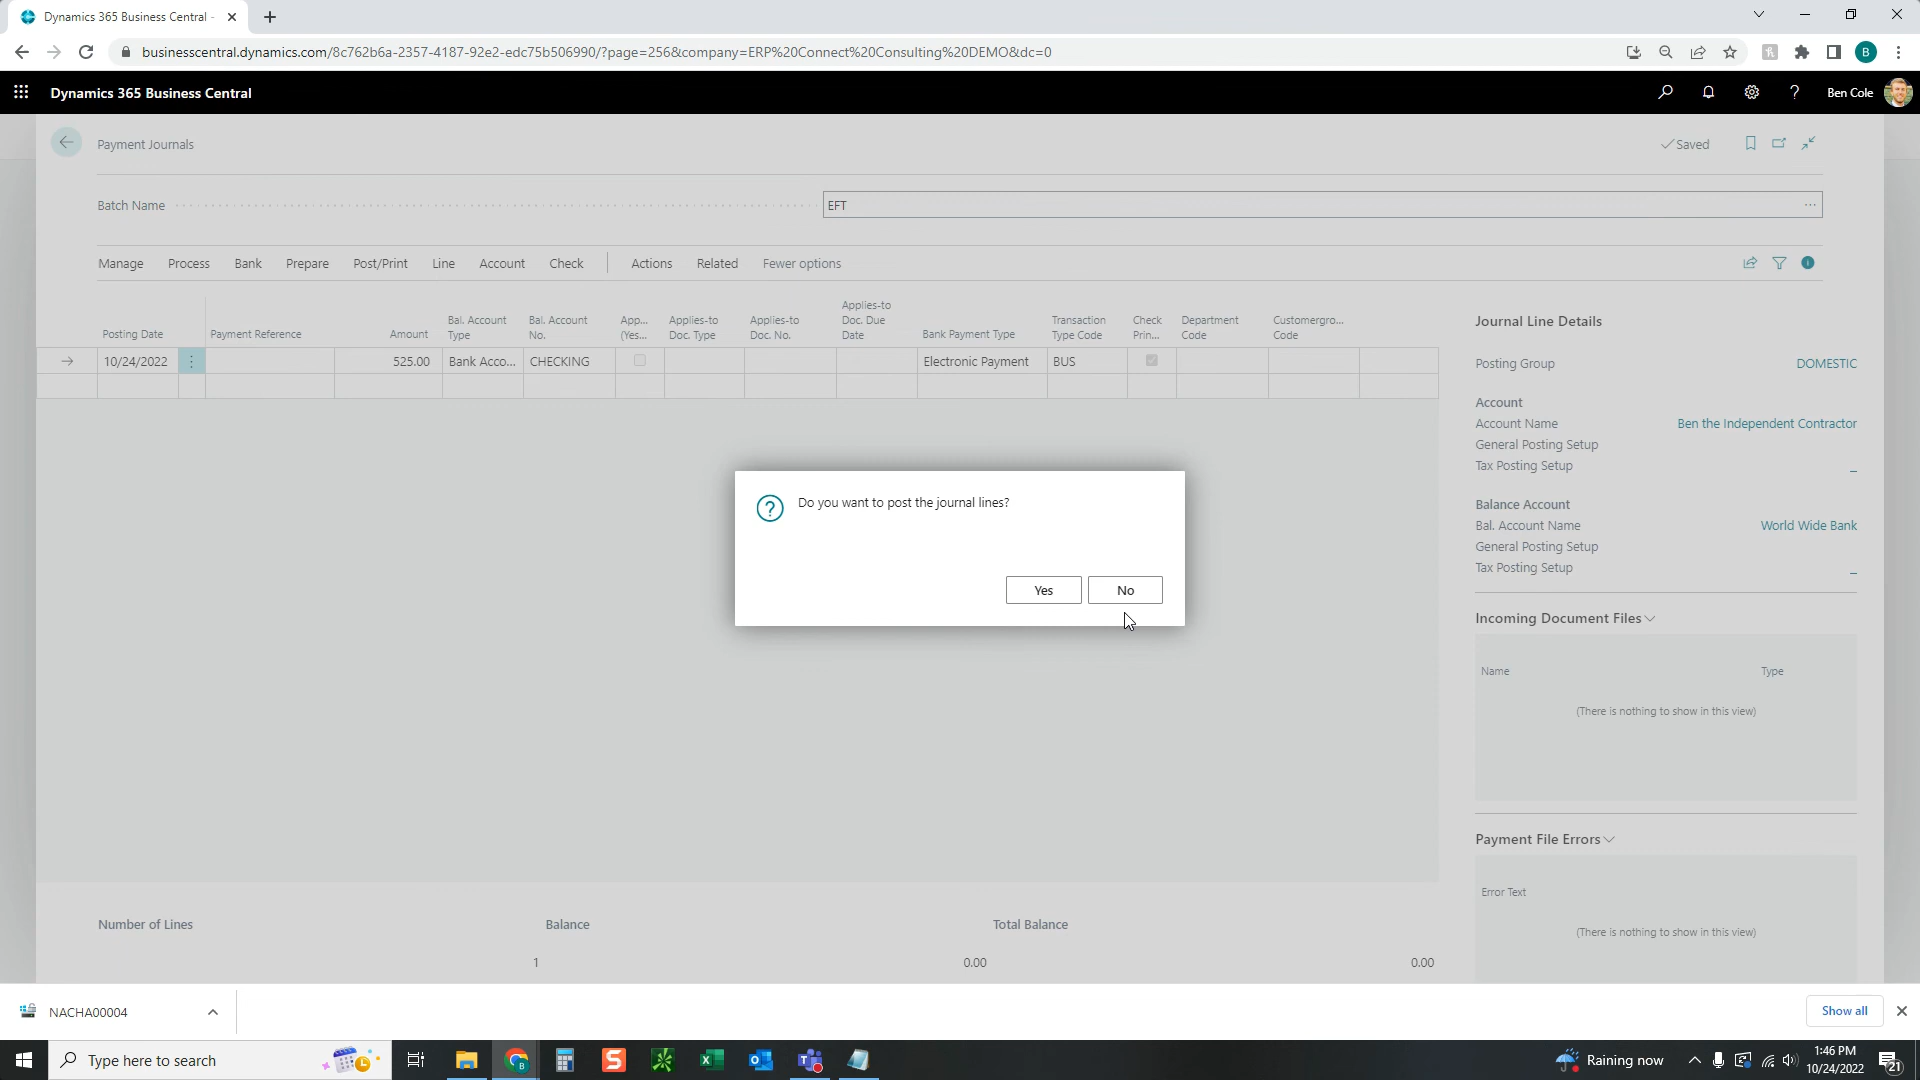 Dynamics 365 Business Central -
businesscentral.dynamics.com/8c762b6a-2357-4187-92e2-edc75b506990/?page=256&company=ERP%20Connect%20Consulting%20DEMO&dc=0
B
Dynamics 365 Business Central
Ben Cole
Payment Journals
Saved
Batch Name
EFT
Manage Process Bank Prepare Post/Print Line Account Check Actions Related Fewer options
Posting Date
Payment Reference
Amount
Bal. Account
Type
Bal. Account
No.
App...
(Yes...
Applies-to
Doc. Type
Applies-to
Doc. No.
Applies-to
Doc. Due
Date
Bank Payment Type
Transaction
Type Code
Check
Prin...
Department
Code
Customergro...
Code
10/24/2022 525.00 Bank Acco... CHECKING Electronic Payment BUS
Journal Line Details
Posting Group DOMESTIC
Account
Account Name Ben the Independent Contractor
General Posting Setup
Tax Posting Setup _
Balance Account
Bal. Account Name World Wide Bank
General Posting Setup
Tax Posting Setup _
Incoming Document Files
Name Type
(There is nothing to show in this view)
Payment File Errors
Error Text
(There is nothing to show in this view)
Do you want to post the journal lines?
Yes No
Number of Lines Balance Total Balance
1 0.00 0.00
NACHA00004
Show all
Type here to search
Raining now
1:46 PM
10/24/2022
21